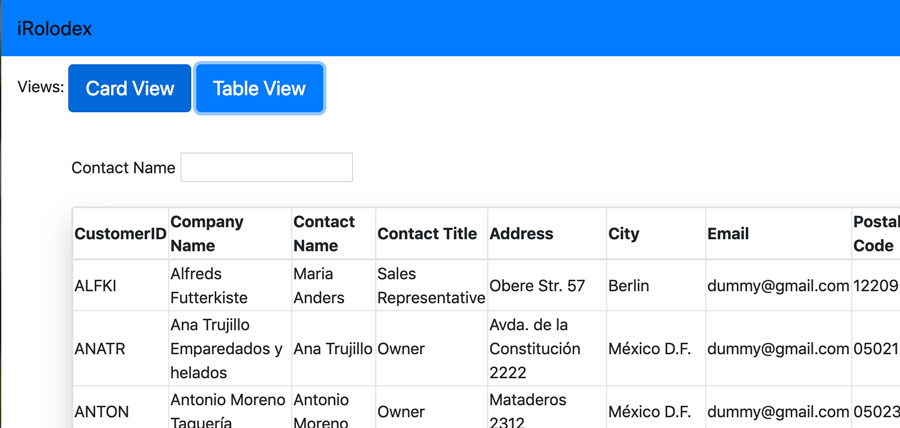 iRolodex
Views: Card View Table View
Contact Name
CustomerID Company Name Contact Name Contact Title Address City Email Postal Code
ALFKI Alfreds Futterkiste Maria Anders Sales Representative Obere Str. 57 Berlin dummy@gmail.com 12209
ANATR Ana Trujillo Emparedados y helados Ana Trujillo Owner Avda. de la Constitución 2222 México D.F. dummy@gmail.com 05021
ANTON Antonio Moreno Taquería Antonio Moreno Owner Mataderos 2312 México D.F. dummy@gmail.com 05023